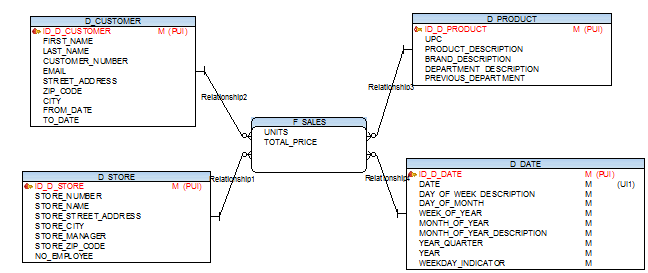 D_CUSTOMER
ID_D_CUSTOMER M (PUI)
FIRST_NAME
LAST_NAME
CUSTOMER_NUMBER
EMAIL
STREET_ADDRESS
ZIP_CODE
CITY
FROM_DATE
TO_DATE
D_PRODUCT
ID_D_PRODUCT M (PUI)
UPC
PRODUCT_DESCRIPTION
BRAND_DESCRIPTION
DEPARTMENT_DESCRIPTION
PREVIOUS_DEPARTMENT
Relationship2
Relationship3
F_SALES
UNITS
TOTAL_PRICE
D_STORE
ID_D_STORE M (PUI)
STORE_NUMBER
STORE_NAME
STORE_STREET_ADDRESS
STORE_CITY
STORE_MANAGER
STORE_ZIP_CODE
NO_EMPLOYEE
Relationship1
D_DATE
ID_D_DATE M (PUI)
DATE M (UI1)
DAY_OF_WEEK_DESCRIPTION M
DAY_OF_MONTH M
WEEK_OF_YEAR M
MONTH_OF_YEAR M
MONTH_OF_YEAR_DESCRIPTION M
YEAR_QUARTER M
YEAR M
WEEKDAY_INDICATOR M